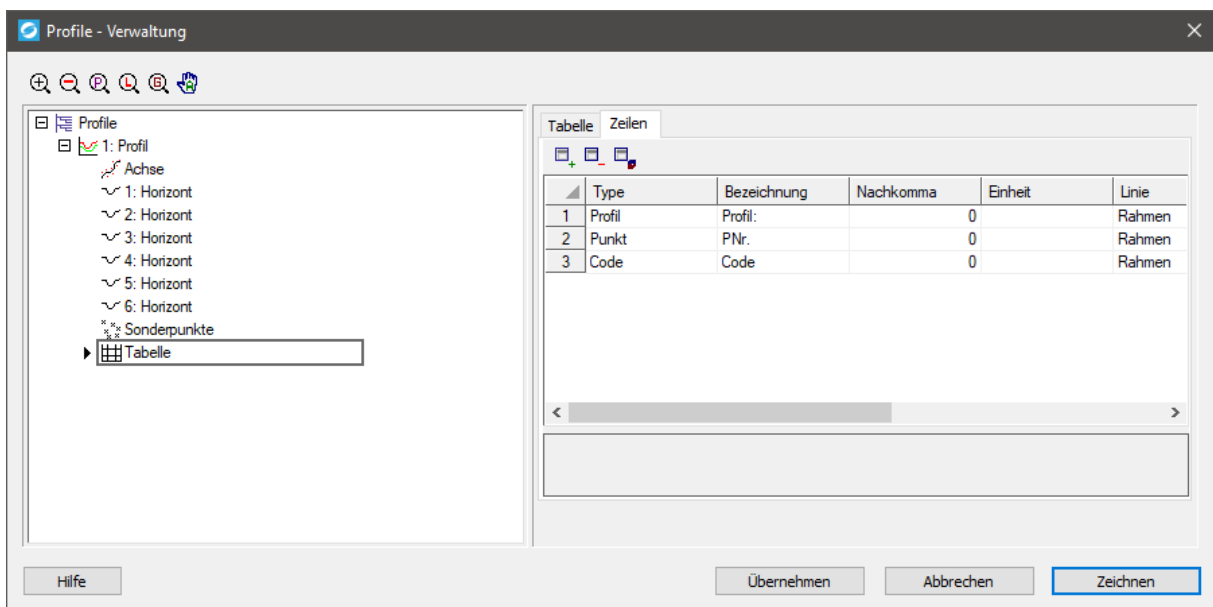 Profile - Verwaltung
Profile
1: Profil
Achse
1: Horizont
2: Horizont
3: Horizont
4: Horizont
5: Horizont
6: Horizont
Sonderpunkte
Tabelle
Tabelle Zeilen
Type Bezeichnung Nachkomma Einheit Linie
1 Profil Profil: 0 Rahmen
2 Punkt PNr. 0 Rahmen
3 Code Code 0 Rahmen
Hilfe Übernehmen Abbrechen Zeichnen